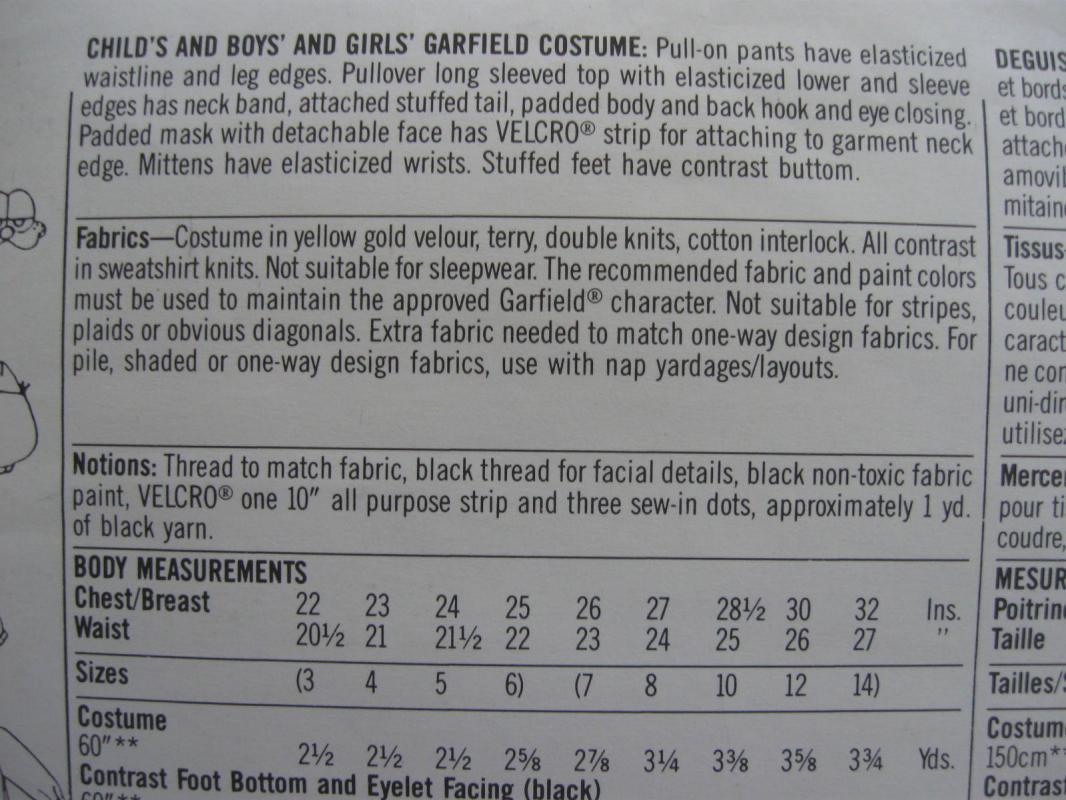 CHILD'S AND BOYS' AND GIRLS' GARFIELD COSTUME: Pull-on pants have elasticized
waistline and leg edges. Pullover long sleeved top with elasticized lower and sleeve
edges has neck band, attached stuffed tail, padded body and back hook and eye closing.
Padded mask with detachable face has VELCRO® strip for attaching to garment neck
edge. Mittens have elasticized wrists. Stuffed feet have contrast buttom.
Fabrics—Costume in yellow gold velour, terry, double knits, cotton interlock. All contrast
in sweatshirt knits. Not suitable for sleepwear. The recommended fabric and paint colors
must be used to maintain the approved Garfield® character. Not suitable for stripes,
plaids or obvious diagonals. Extra fabric needed to match one-way design fabrics. For
pile, shaded or one-way design fabrics, use with nap yardages/layouts.
Notions: Thread to match fabric, black thread for facial details, black non-toxic fabric
paint, VELCRO® one 10" all purpose strip and three sew-in dots, approximately 1 yd.
of black yarn.
BODY MEASUREMENTS
Chest/Breast 22 23 24 25 26 27 28½ 30 32 Ins.
Waist 20½ 21 21½ 22 23 24 25 26 27 "
Sizes (3 4 5 6) (7 8 10 12 14)
Costume
60"** 2½ 2½ 2½ 2⅝ 2⅞ 3¼ 3⅜ 3⅝ 3¾ Yds.
Contrast Foot Bottom and Eyelet Facing (black)
60"**
DEGUIS
et bords
et bord
attach
amovil
mitain
Tissus
Tous c
couleu
caract
ne con
uni-dir
utilise
Mercer
pour ti
coudre,
MESUR
Poitrin
Taille
Tailles/
Costum
150cm**
Contrast